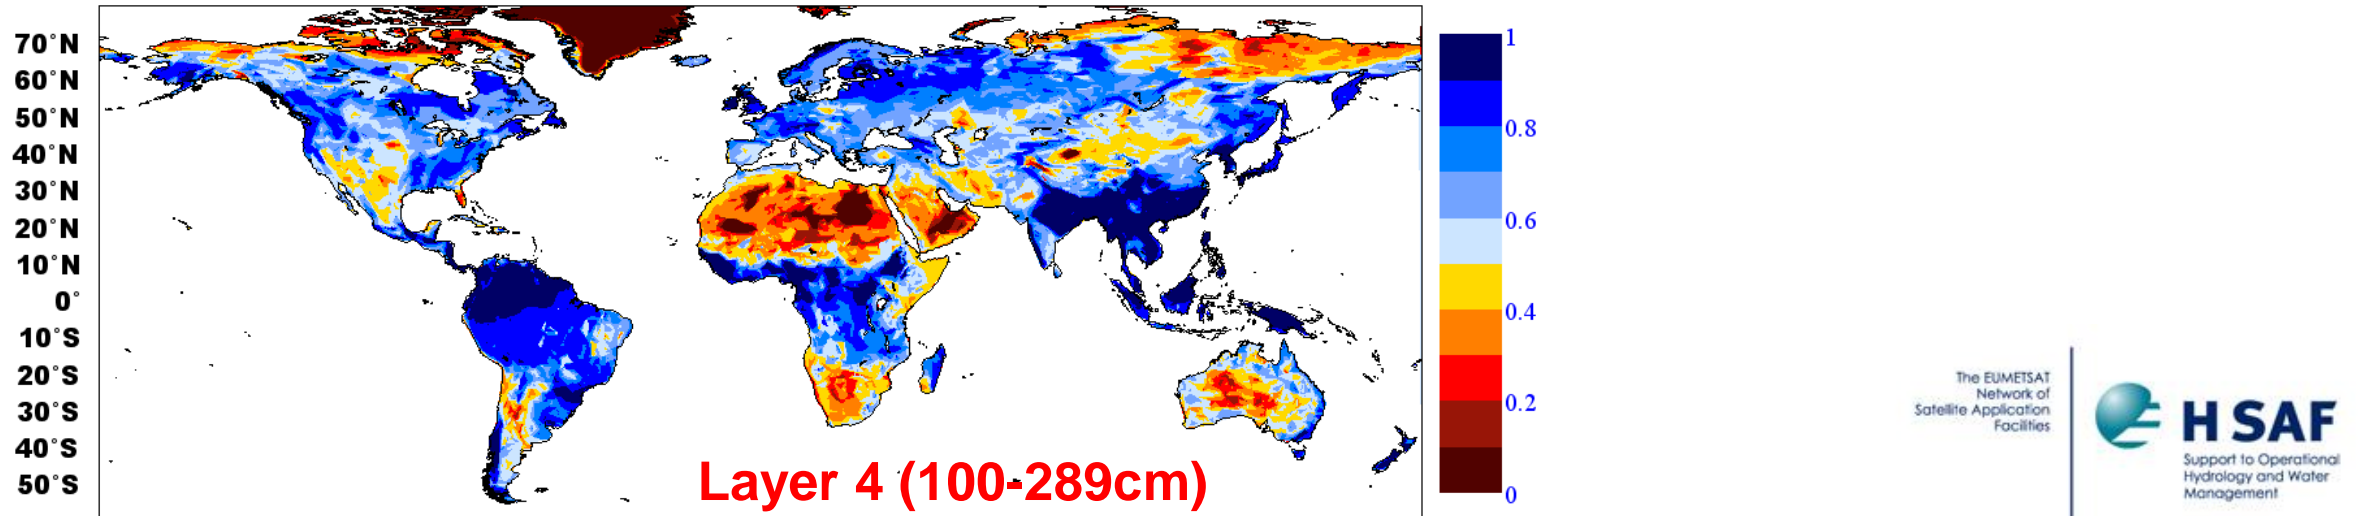 70°N
60°N
50°N
40°N
30°N
20°N
10°N
0°
10°S
20°S
30°S
40°S
50°S
Layer 4 (100-289cm)
1
0.8
0.6
0.4
0.2
0
The EUMETSAT
Network of
Satellite Application
Facilities
H SAF
Support to Operational
Hydrology and Water
Management